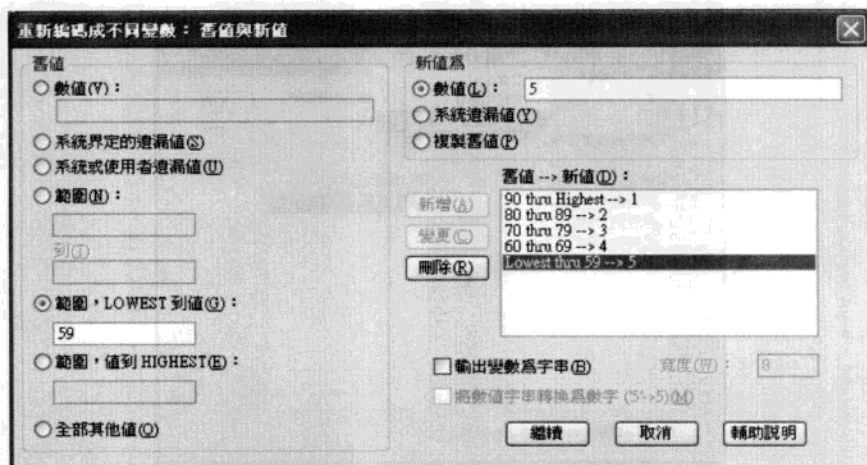 重新編碼成不同變數：舊值與新值
舊值
數值(V)：
系統界定的遺漏值(S)
系統或使用者遺漏值(U)
範圍(N)：
到(T)
範圍，LOWEST 到值(G)：
59
範圍，值到 HIGHEST(E)：
全部其他值(O)
新值為
數值(L)： 5
系統遺漏值(Y)
複製舊值(P)
舊值 --> 新值(D)：
新增(A)
變更(C)
刪除(R)
90 thru Highest --> 1
80 thru 89 --> 2
70 thru 79 --> 3
60 thru 69 --> 4
Lowest thru 59 --> 5
輸出變數為字串(B) 寬度(W)： 8
將數值字串轉換為數字 ('5'->5)(M)
繼續 取消 輔助說明